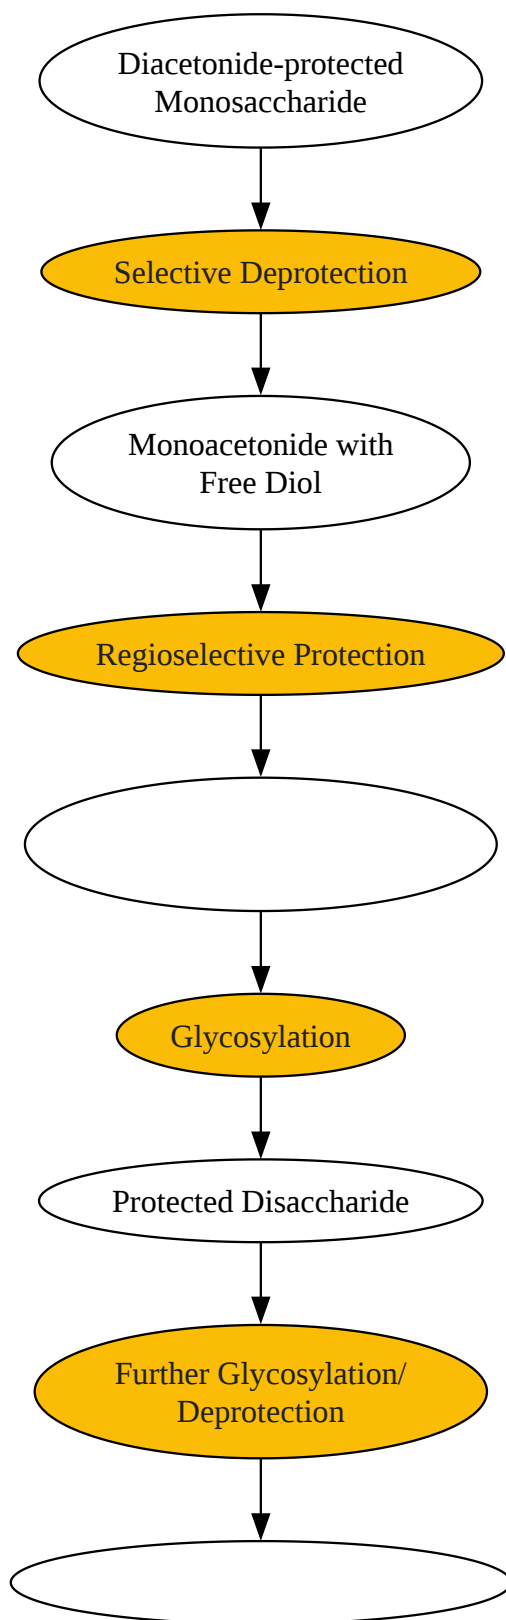 Diacetonide-protected
Monosaccharide
Selective Deprotection
Monoacetonide with
Free Diol
Regioselective Protection
Glycosylation
Protected Disaccharide
Further Glycosylation/
Deprotection